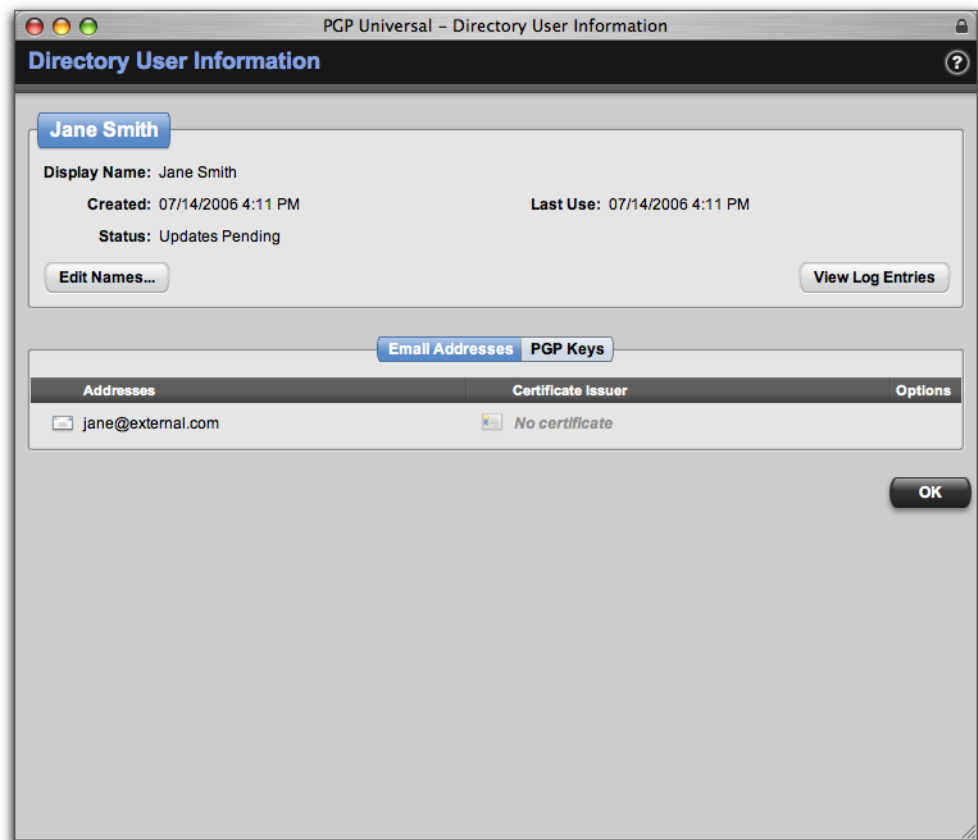 PGP Universal – Directory User Information
Directory User Information
?
Jane Smith
Display Name: Jane Smith
Created: 07/14/2006 4:11 PM Last Use: 07/14/2006 4:11 PM
Status: Updates Pending
Edit Names... View Log Entries
Email Addresses PGP Keys
Addresses Certificate Issuer Options
jane@external.com No certificate
OK